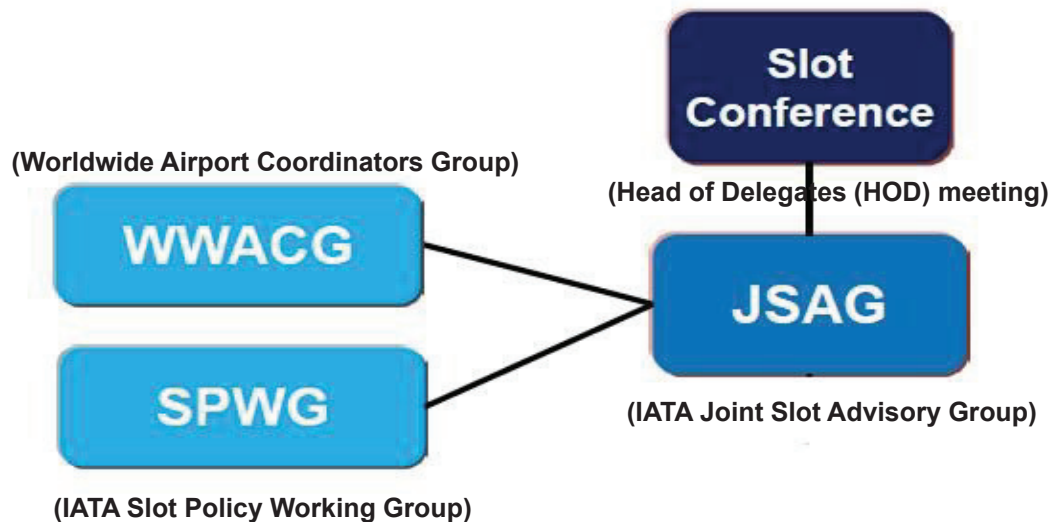 Slot
Conference
(Worldwide Airport Coordinators Group)
(Head of Delegates (HOD) meeting)
WWACG
JSAG
SPWG
(IATA Joint Slot Advisory Group)
(IATA Slot Policy Working Group)